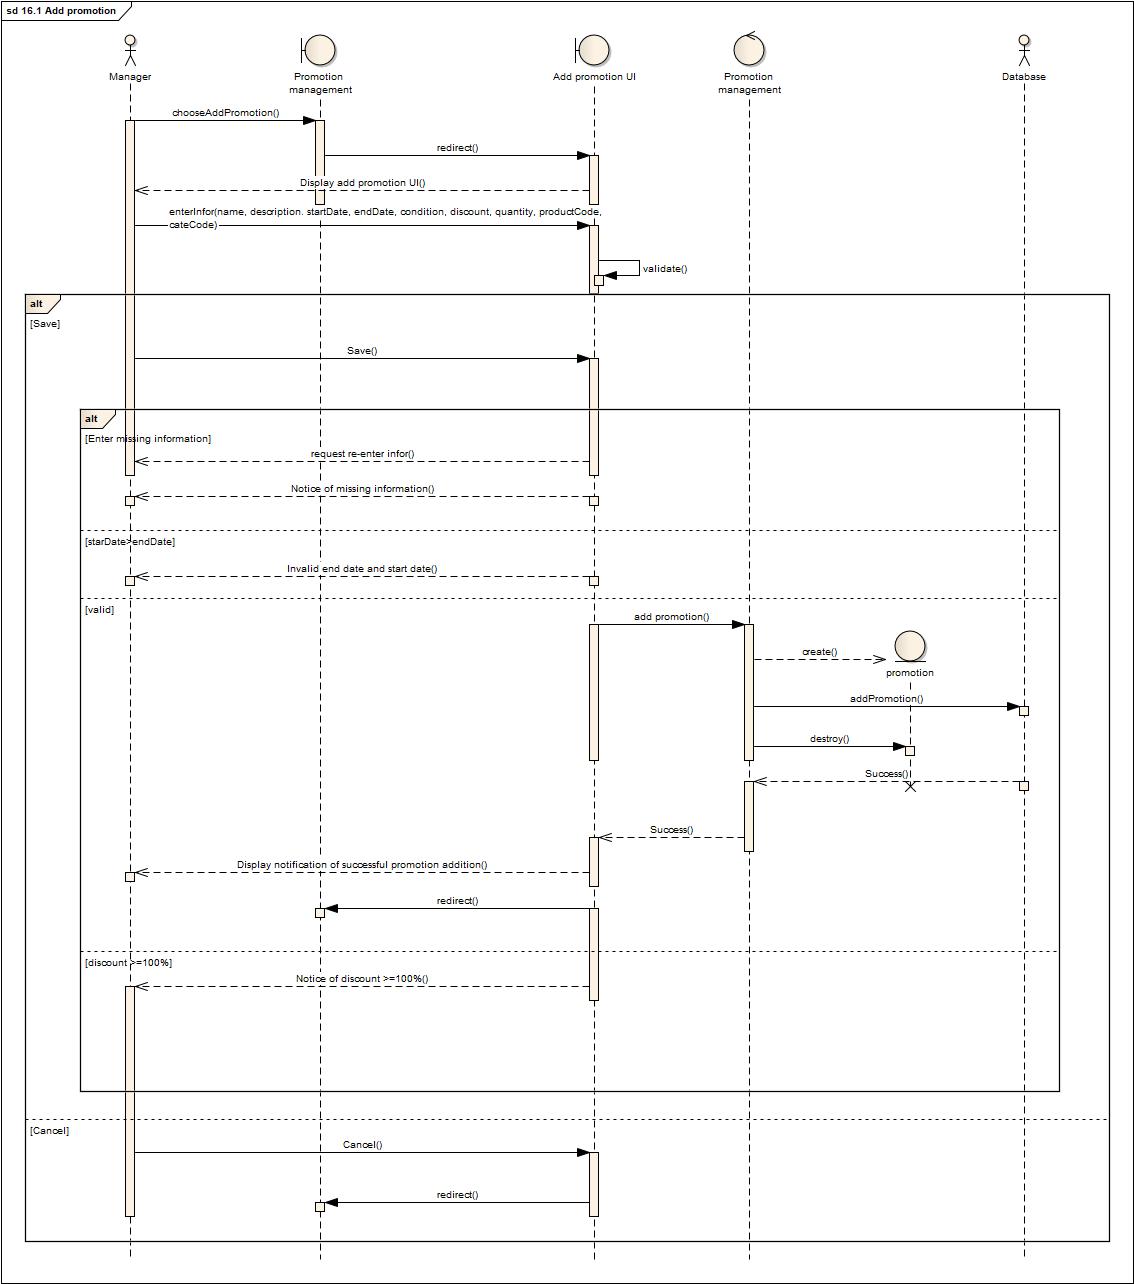 sd 16.1 Add promotion
Manager
Promotion
management
Add promotion UI
Promotion
management
Database
chooseAddPromotion()
redirect()
Display add promotion UI()
enterInfor(name, description. startDate, endDate, condition, discount, quantity, productCode,
cateCode)
validate()
alt
[Save]
Save()
alt
[Enter missing information]
request re-enter infor()
Notice of missing information()
[starDate>endDate]
Invalid end date and start date()
[valid]
add promotion()
create()
promotion
addPromotion()
destroy()
Success()
Success()
Display notification of successful promotion addition()
redirect()
[discount >=100%]
Notice of discount >=100%()
[Cancel]
Cancel()
redirect()